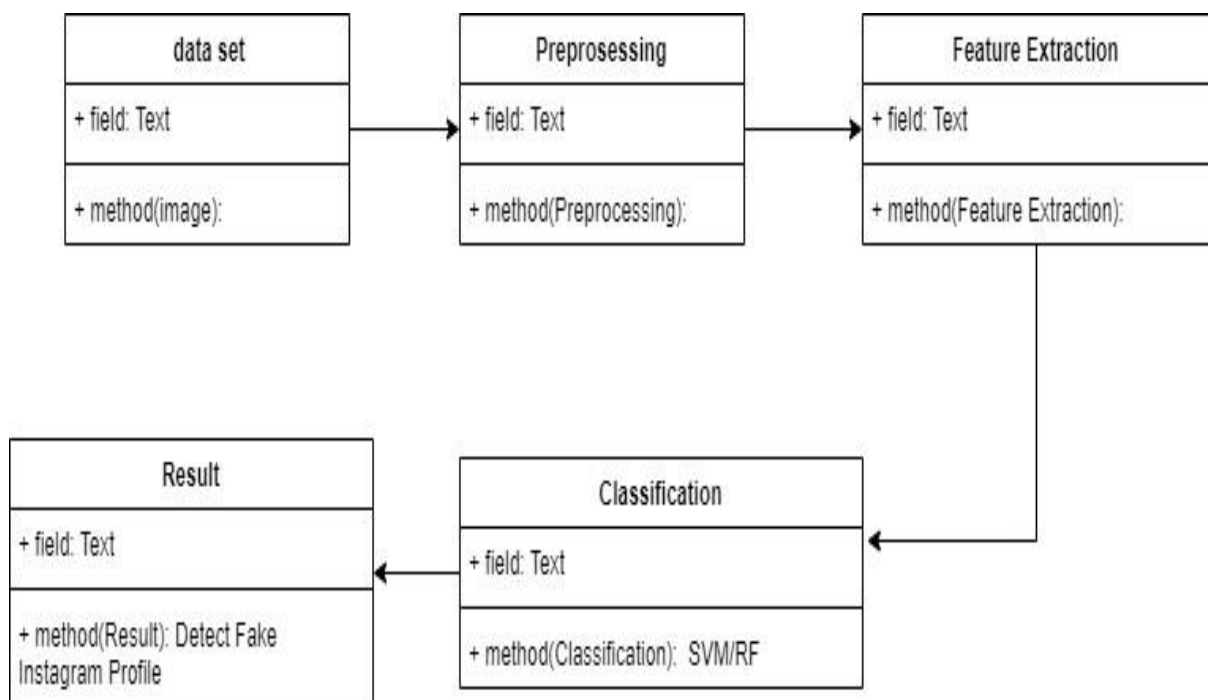 data set
+ field: Text
+ method(image):
Preprosessing
+ field: Text
+ method(Preprocessing):
Feature Extraction
+ field: Text
+ method(Feature Extraction):
Result
+ field: Text
+ method(Result): Detect Fake
Instagram Profile
Classification
+ field: Text
+ method(Classification): SVM/RF